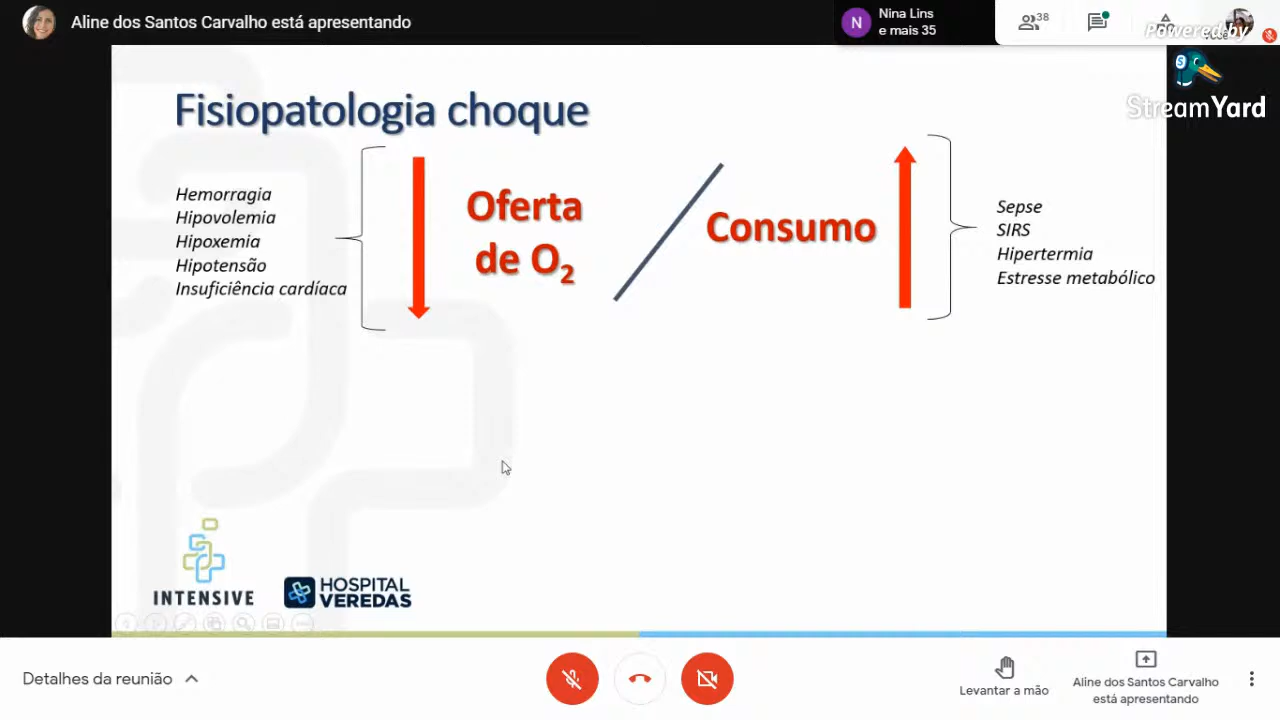 Aline dos Santos Carvalho está apresentando
N
Nina Lins
e mais 35
38
Powered by
StreamYard
Fisiopatologia choque
Hemorragia
Hipovolemia
Hipoxemia
Hipotensão
Insuficiência cardíaca
Oferta
de O₂
Consumo
Sepse
SIRS
Hipertermia
Estresse metabólico
INTENSIVE
HOSPITAL
VEREDAS
Detalhes da reunião
Levantar a mão
Aline dos Santos Carvalho
está apresentando